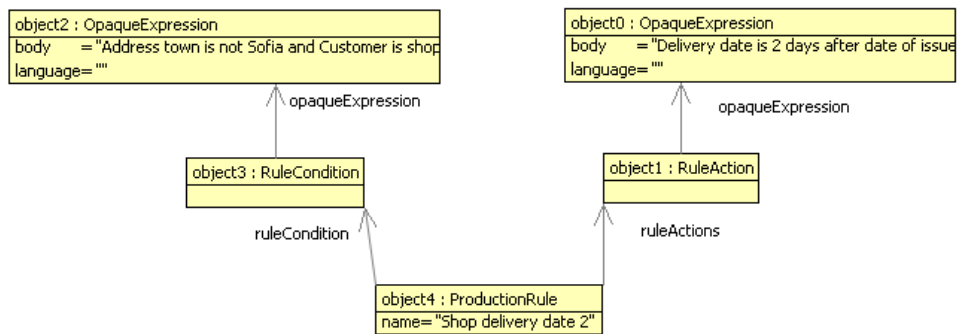 object2 : OpaqueExpression
body = "Address town is not Sofia and Customer is shop
language= ""
object0 : OpaqueExpression
body = "Delivery date is 2 days after date of issue
language= ""
opaqueExpression
opaqueExpression
object3 : RuleCondition
object1 : RuleAction
ruleCondition
ruleActions
object4 : ProductionRule
name= "Shop delivery date 2"